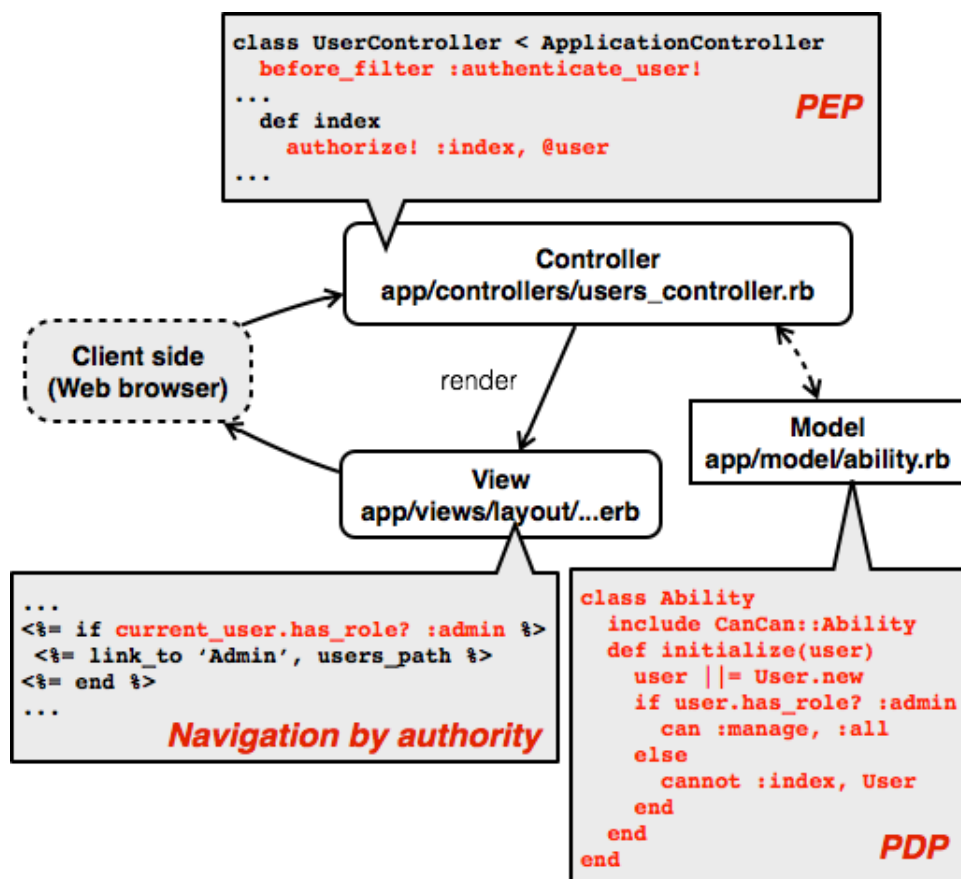 class UserController < ApplicationController
  before_filter :authenticate_user!
...
  def index
    authorize! :index, @user
...
PEP
Controller
app/controllers/users_controller.rb
Client side
(Web browser)
render
Model
app/model/ability.rb
View
app/views/layout/...erb
...
<%= if current_user.has_role? :admin %>
 <%= link_to ‘Admin’, users_path %>
<%= end %>
...
Navigation by authority
class Ability
  include CanCan::Ability
  def initialize(user)
    user ||= User.new
    if user.has_role? :admin
      can :manage, :all
    else
      cannot :index, User
    end
  end
end
PDP